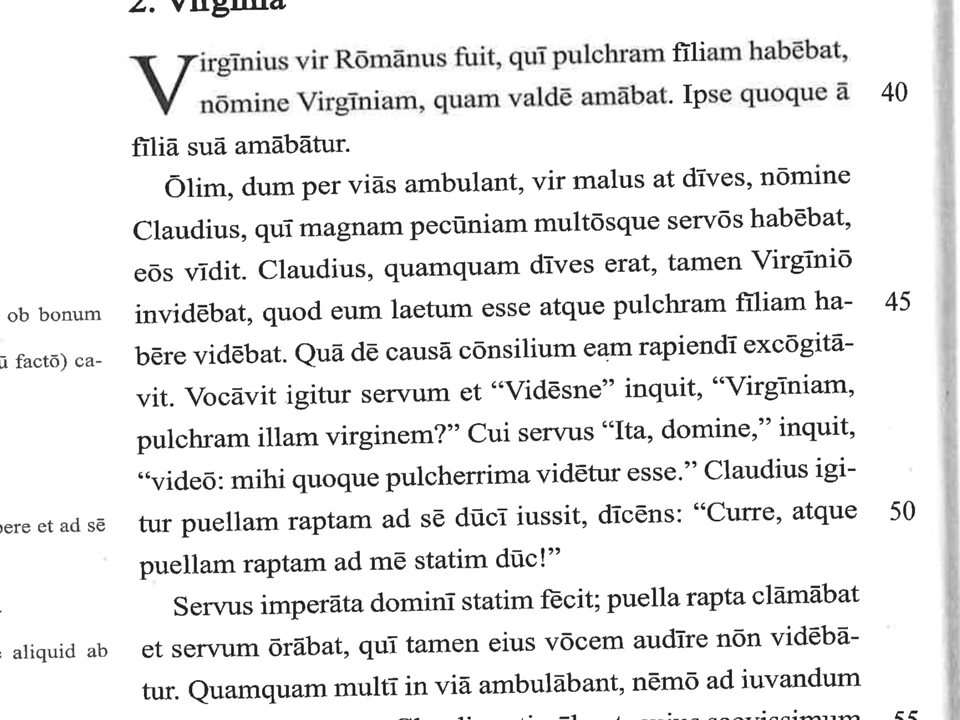 2. Virginia
Virgīnius vir Rōmānus fuit, quī pulchram fīliam habēbat,
nōmine Virgīniam, quam valdē amābat. Ipse quoque ā 40
fīliā suā amābātur.
Ōlim, dum per viās ambulant, vir malus at dīves, nōmine
Claudius, quī magnam pecūniam multōsque servōs habēbat,
eōs vīdit. Claudius, quamquam dīves erat, tamen Virgīniō
invidēbat, quod eum laetum esse atque pulchram fīliam ha- 45
bēre vidēbat. Quā dē causā cōnsilium eam rapiendī excōgitā-
vit. Vocāvit igitur servum et “Vidēsne” inquit, “Virgīniam,
pulchram illam virginem?” Cui servus “Ita, domine,” inquit,
“videō: mihi quoque pulcherrima vidētur esse.” Claudius igi-
tur puellam raptam ad sē dūcī iussit, dīcēns: “Curre, atque 50
puellam raptam ad mē statim dūc!”
Servus imperāta dominī statim fēcit; puella rapta clāmābat
et servum ōrābat, quī tamen eius vōcem audīre nōn vidēbā-
tur. Quamquam multī in viā ambulābant, nēmō ad iuvandum
55
ob bonum
ū factō) ca-
pere et ad sē
aliquid ab